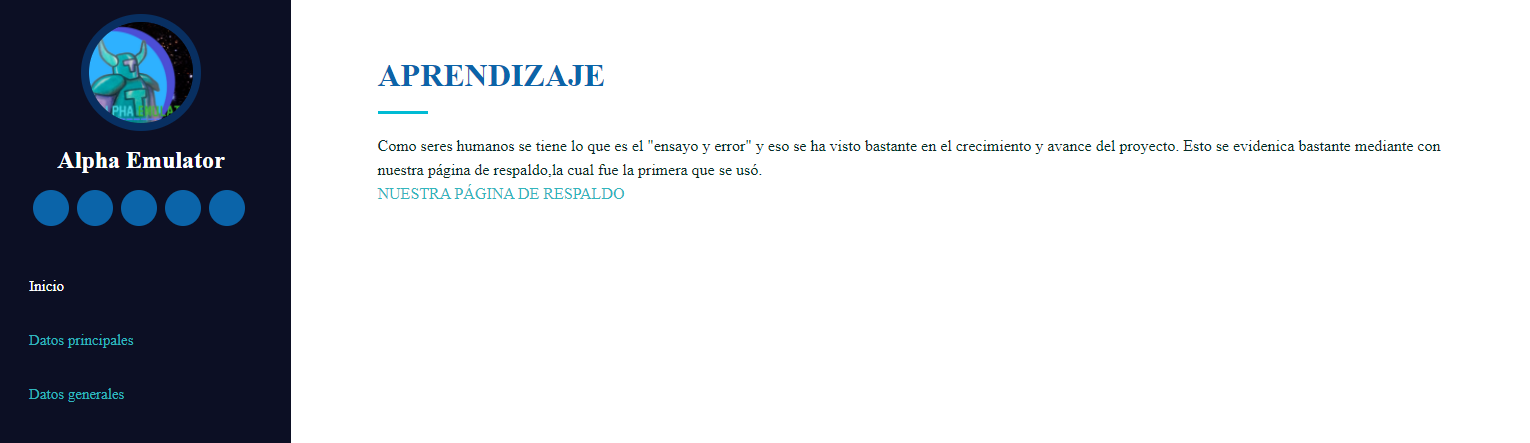 Alpha Emulator
Inicio
Datos principales
Datos generales
APRENDIZAJE
Como seres humanos se tiene lo que es el "ensayo y error" y eso se ha visto bastante en el crecimiento y avance del proyecto. Esto se evidenica bastante mediante con
nuestra página de respaldo,la cual fue la primera que se usó.
NUESTRA PÁGINA DE RESPALDO